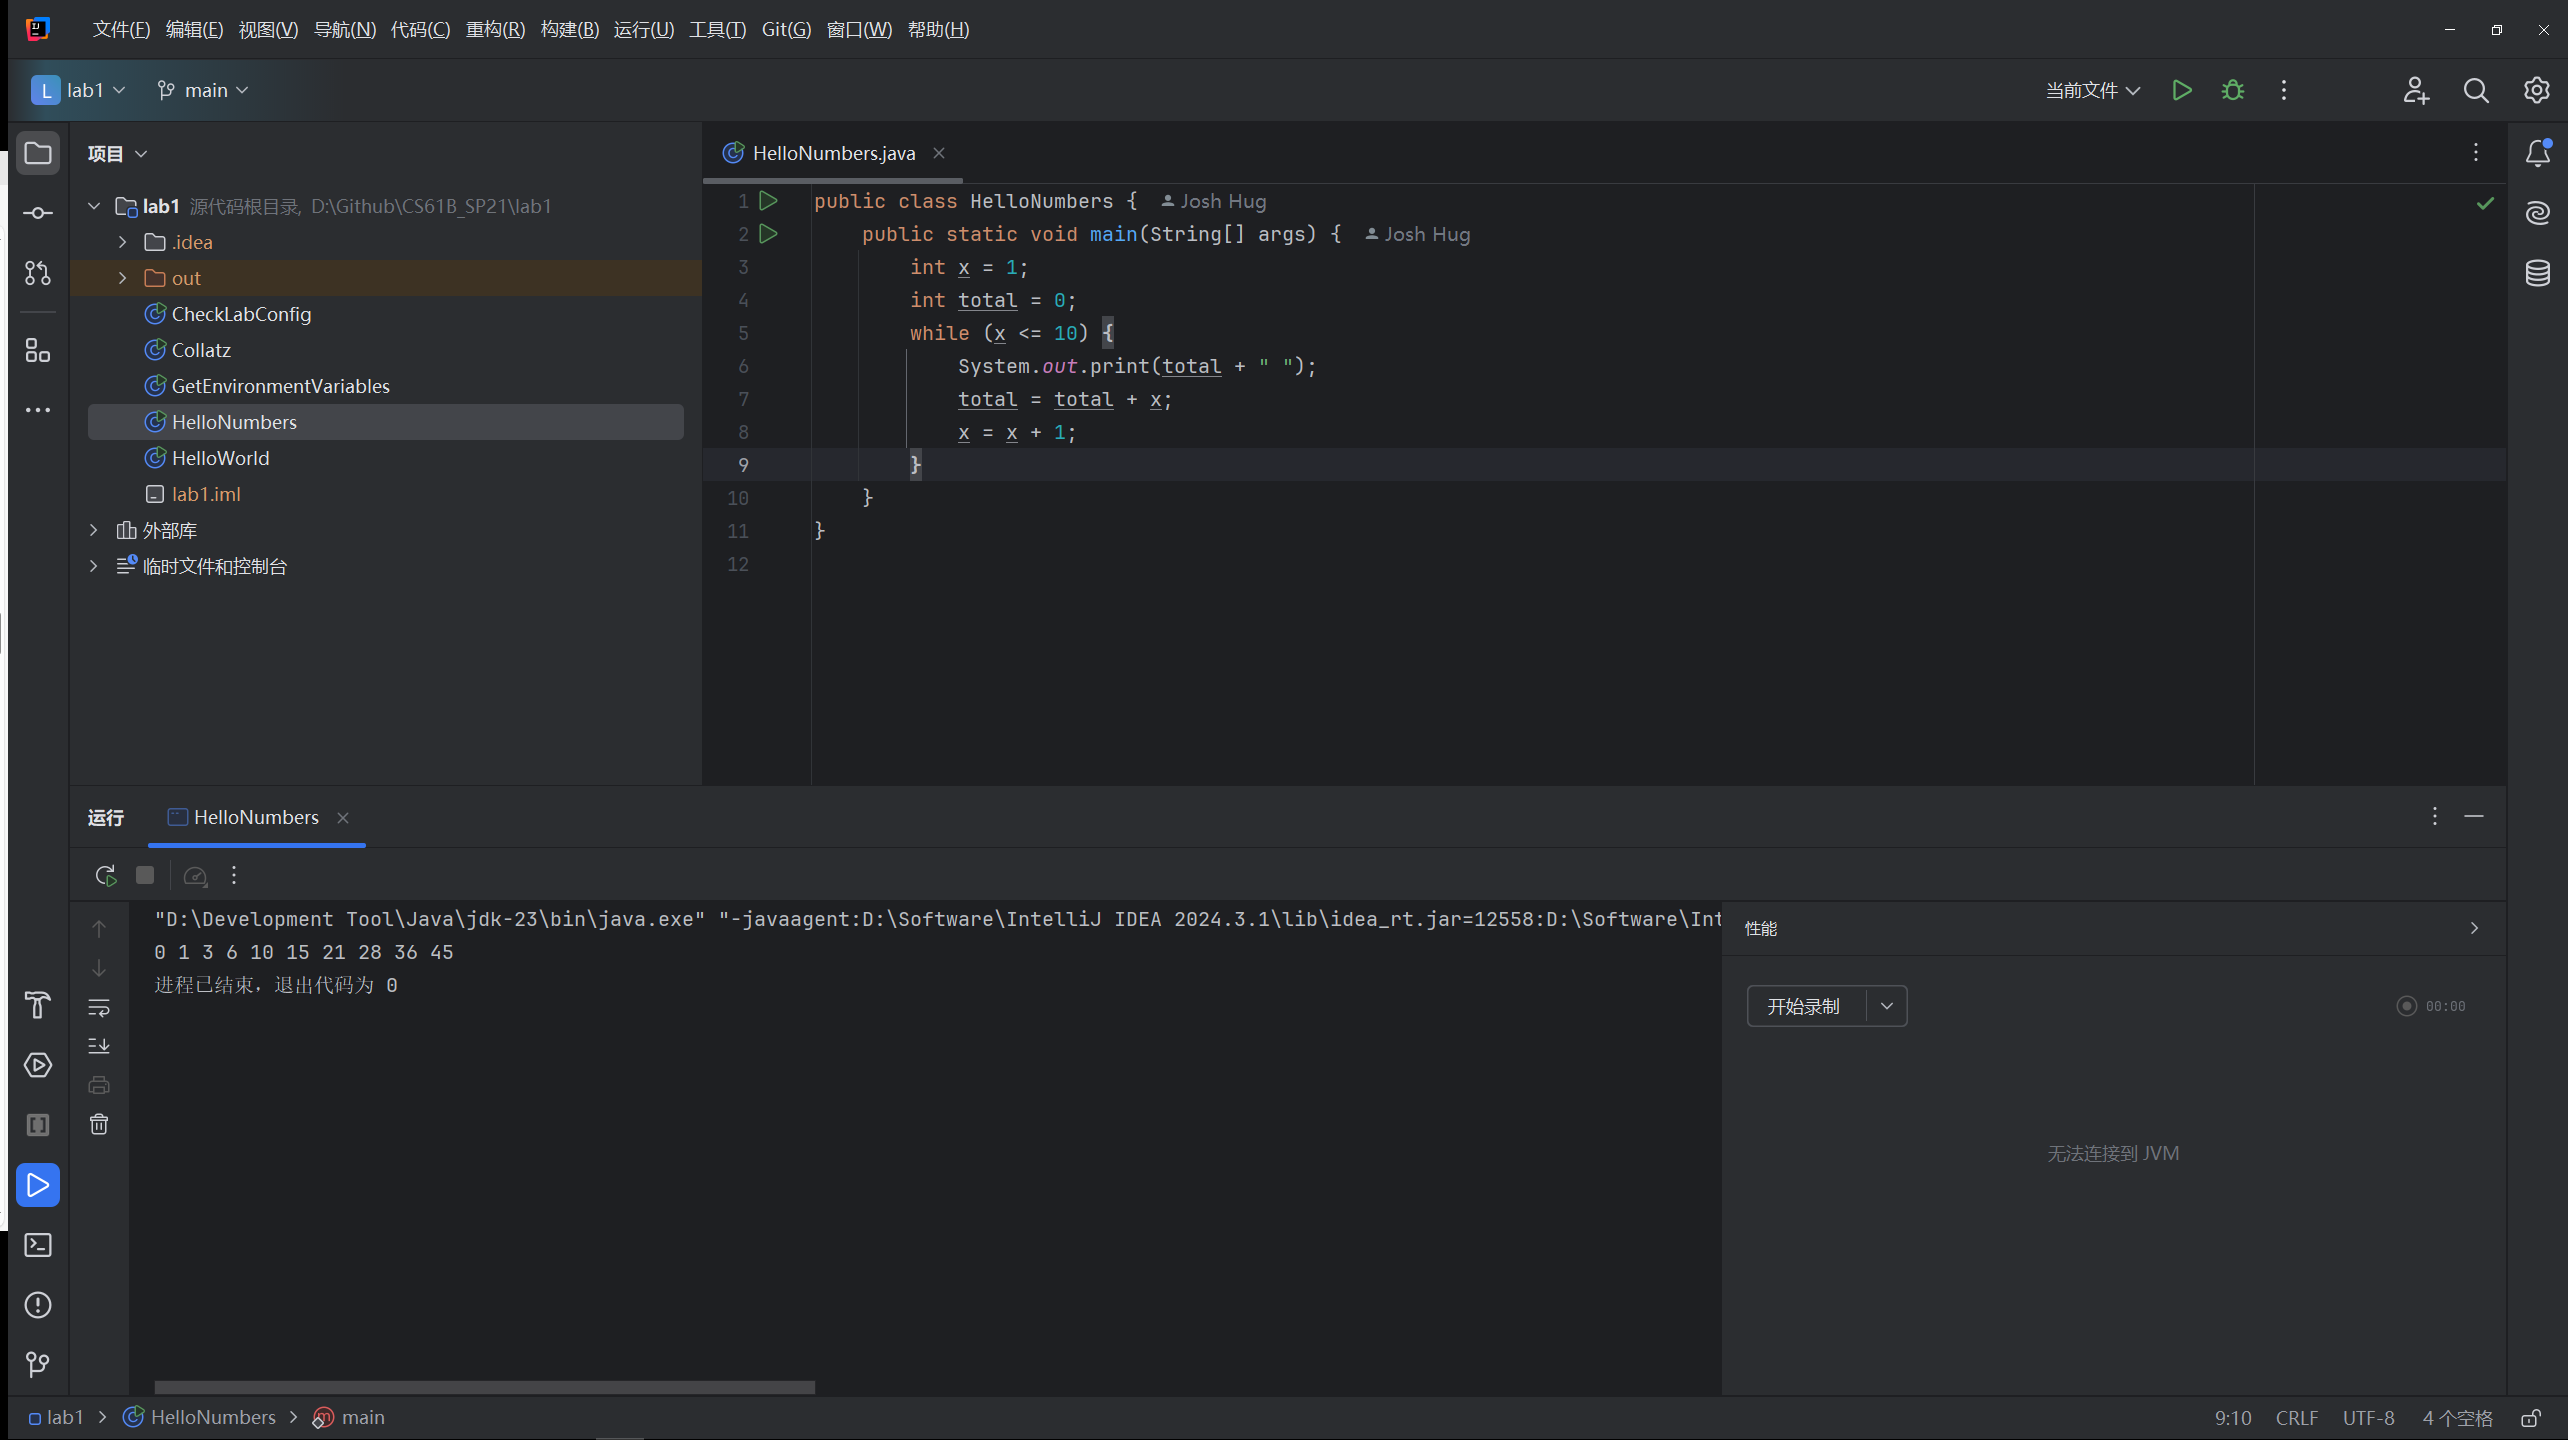 文件(F) 编辑(E) 视图(V) 导航(N) 代码(C) 重构(R) 构建(B) 运行(U) 工具(T) Git(G) 窗口(W) 帮助(H)
L lab1 main 当前文件
项目
lab1 源代码根目录, D:\Github\CS61B_SP21\lab1
.idea
out
CheckLabConfig
Collatz
GetEnvironmentVariables
HelloNumbers
HelloWorld
lab1.iml
外部库
临时文件和控制台
HelloNumbers.java
1 public class HelloNumbers { Josh Hug
2 public static void main(String[] args) { Josh Hug
3 int x = 1;
4 int total = 0;
5 while (x <= 10) {
6 System.out.print(total + " ");
7 total = total + x;
8 x = x + 1;
9 }
10 }
11 }
12
运行 HelloNumbers
"D:\Development Tool\Java\jdk-23\bin\java.exe" "-javaagent:D:\Software\IntelliJ IDEA 2024.3.1\lib\idea_rt.jar=12558:D:\Software\Int
0 1 3 6 10 15 21 28 36 45
进程已结束，退出代码为 0
性能
开始录制 00:00
无法连接到 JVM
lab1 HelloNumbers main 9:10 CRLF UTF-8 4 个空格